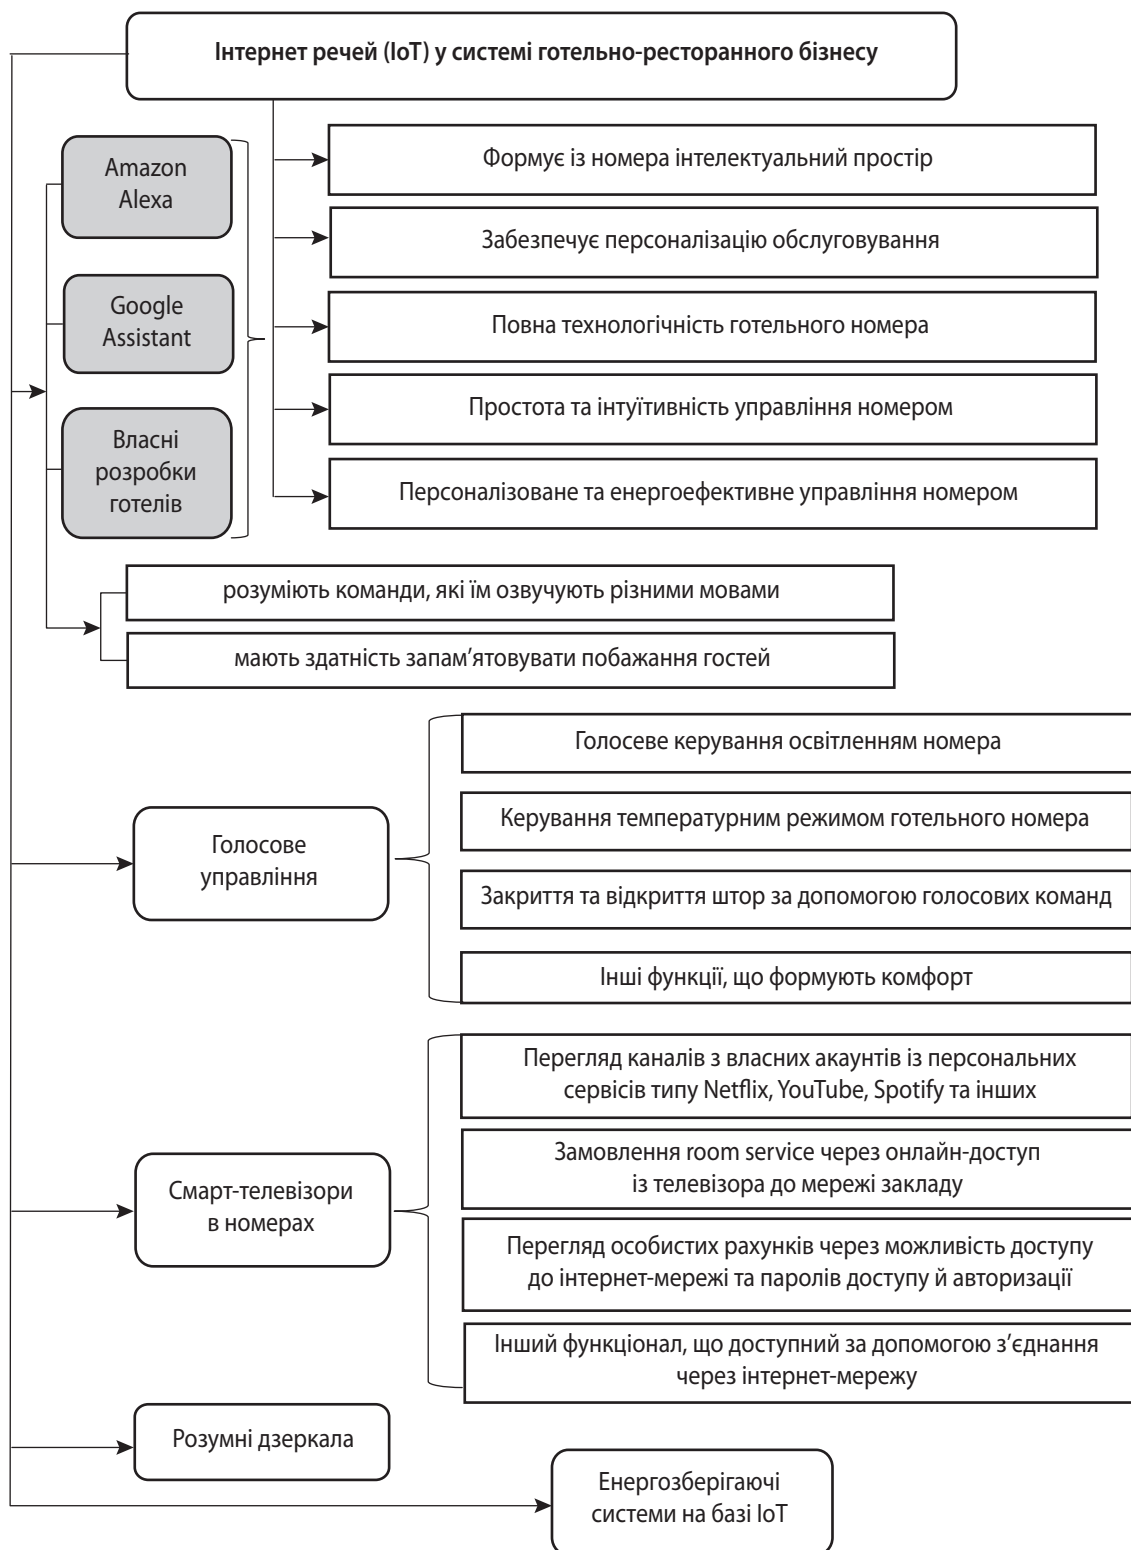 Інтернет речей (IoT) у системі готельно-ресторанного бізнесу
Amazon
Alexa
Google
Assistant
Власні
розробки
готелів
Формує із номера інтелектуальний простір
Забезпечує персоналізацію обслуговування
Повна технологічність готельного номера
Простота та інтуїтивність управління номером
Персоналізоване та енергоефективне управління номером
розуміють команди, які їм озвучують різними мовами
мають здатність запам’ятовувати побажання гостей
Голосове
управління
Голосеве керування освітленням номера
Керування температурним режимом готельного номера
Закриття та відкриття штор за допомогою голосових команд
Інші функції, що формують комфорт
Смарт-телевізори
в номерах
Перегляд каналів з власних акаунтів із персональних
сервісів типу Netflix, YouTube, Spotify та інших
Замовлення room service через онлайн-доступ
із телевізора до мережі закладу
Перегляд особистих рахунків через можливість доступу
до інтернет-мережі та паролів доступу й авторизації
Інший функціонал, що доступний за допомогою з’єднання
через інтернет-мережу
Розумні дзеркала
Енергозберігаючі
системи на базі IoT